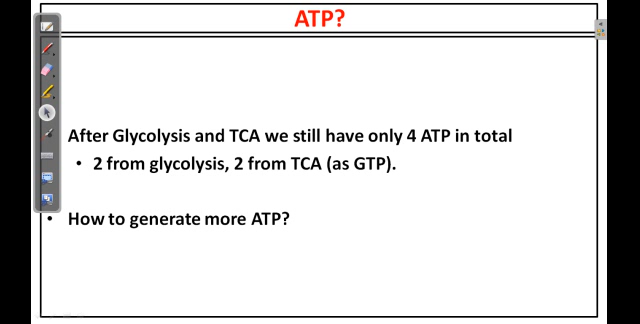 ATP?
After Glycolysis and TCA we still have only 4 ATP in total
• 2 from glycolysis, 2 from TCA (as GTP).
• How to generate more ATP?